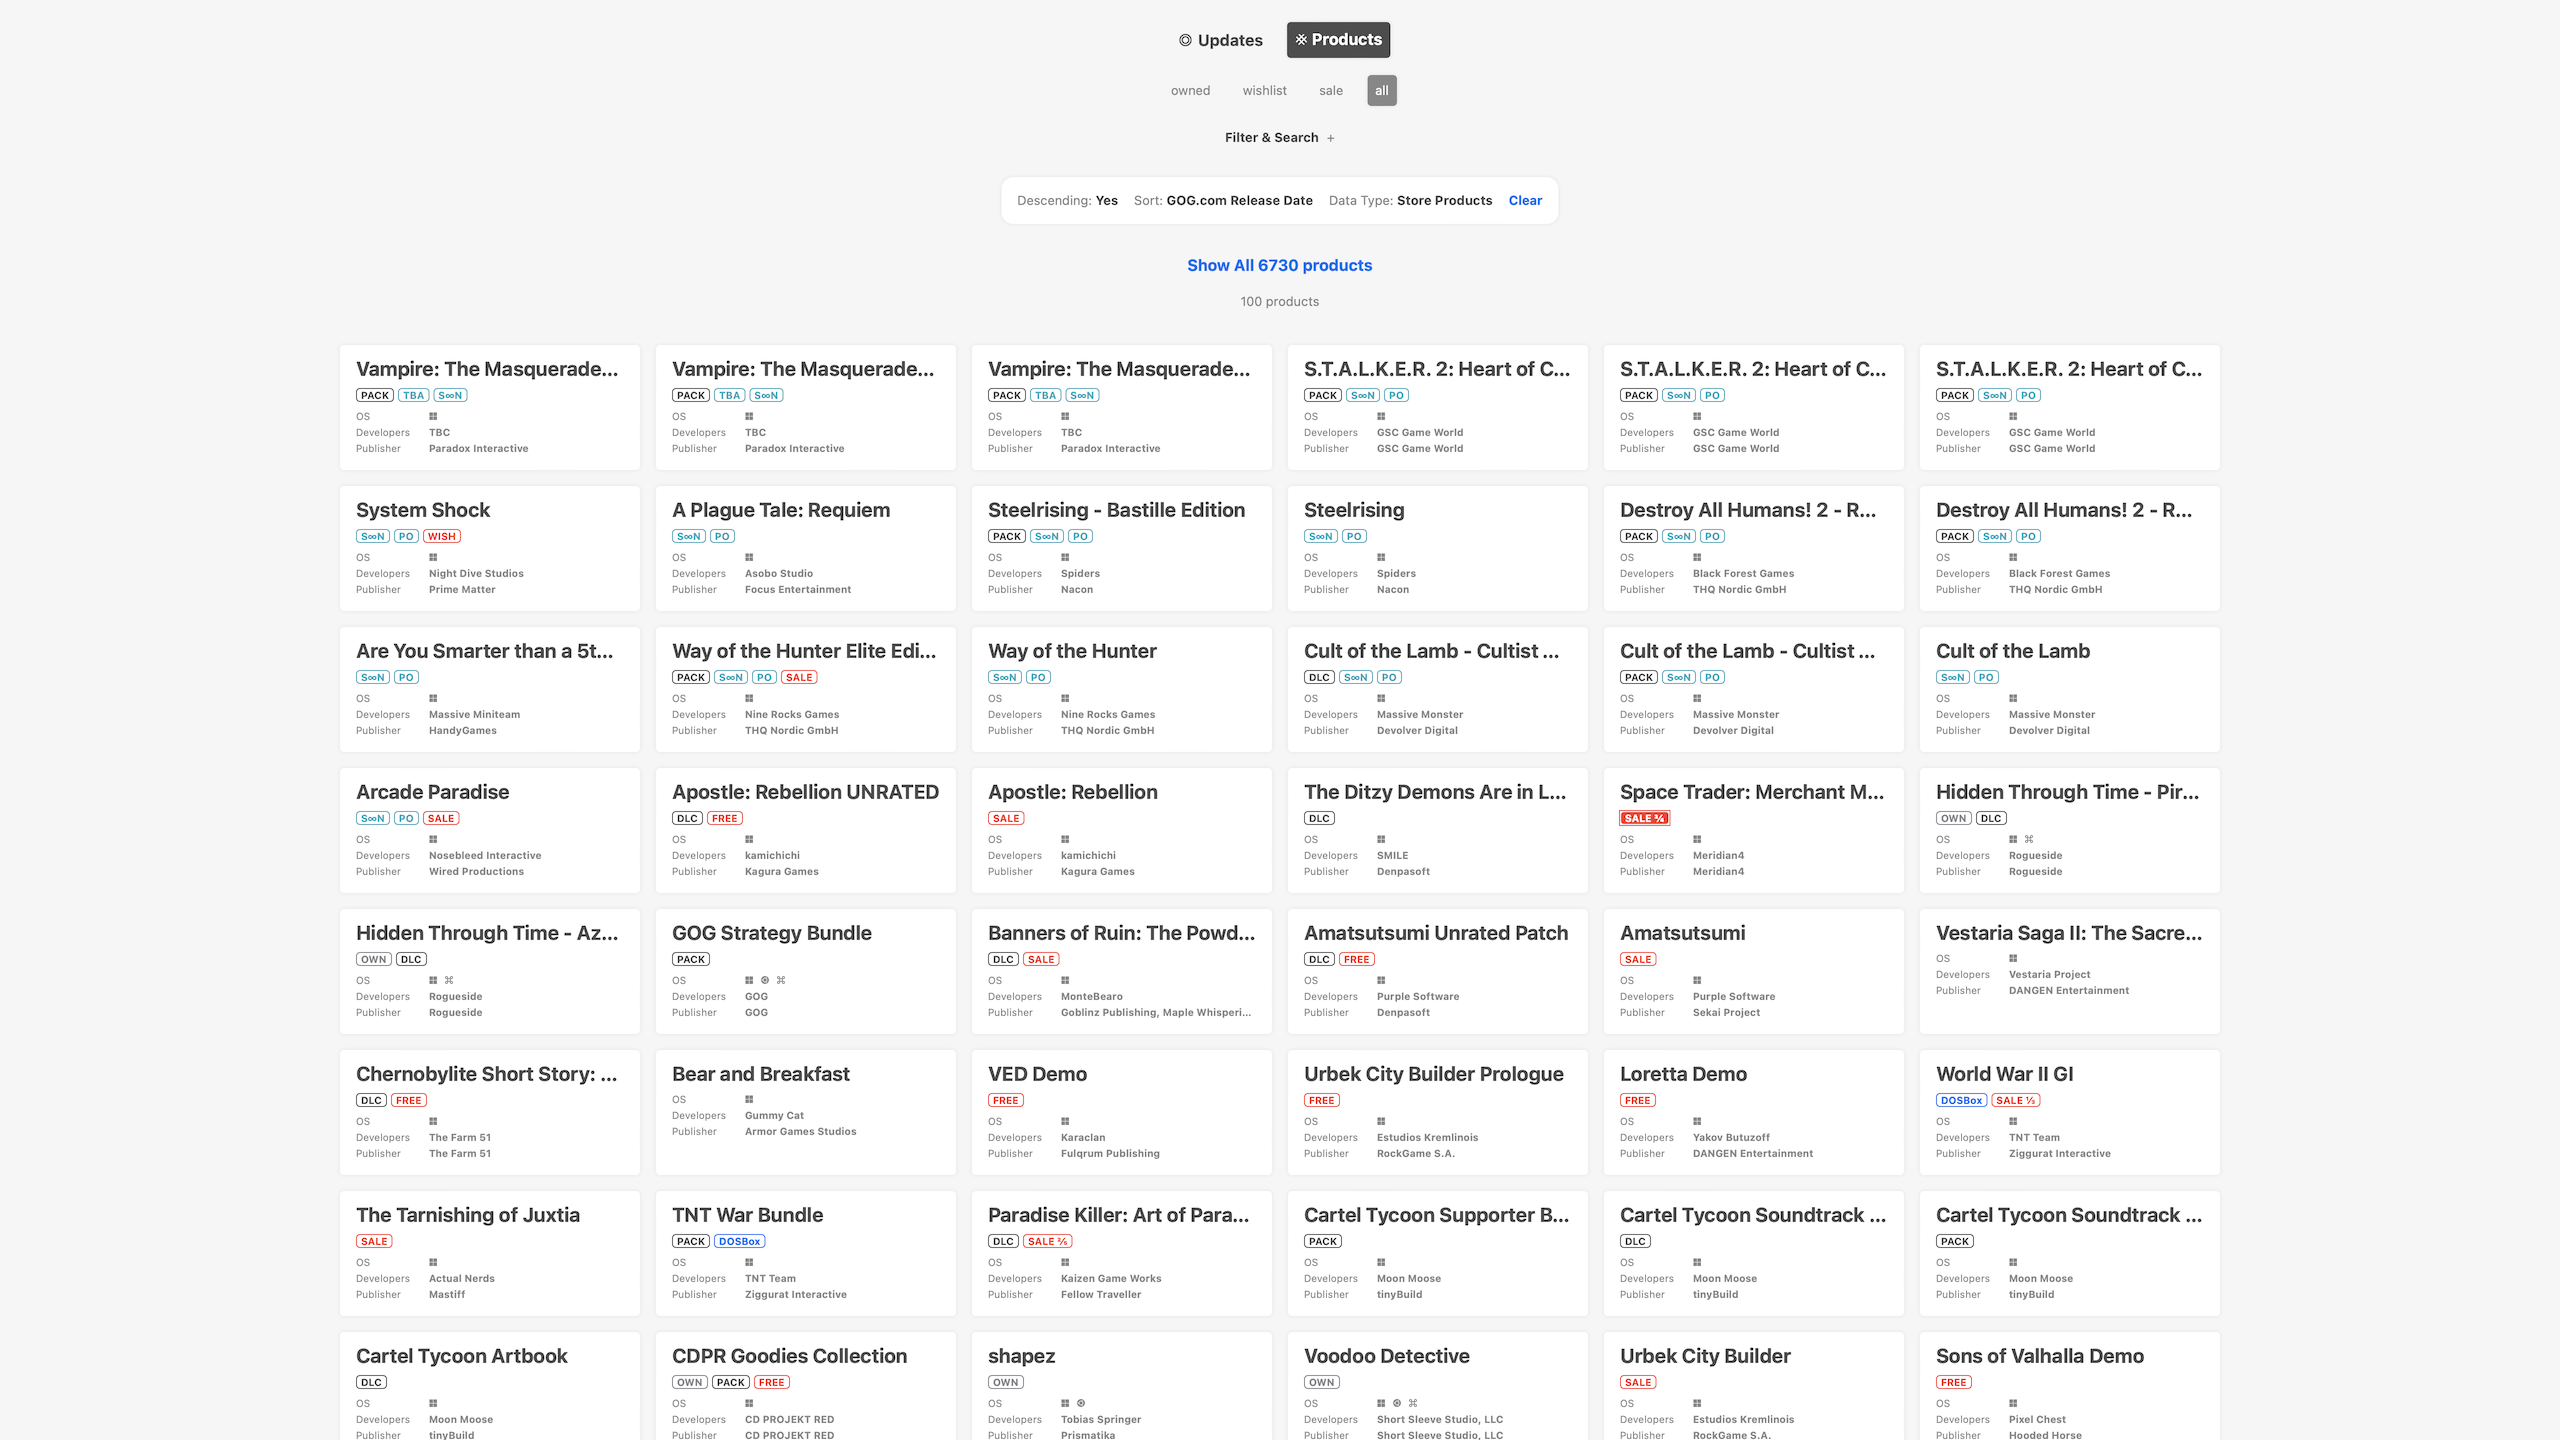 ◎ Updates ※ Products
owned wishlist sale all
Filter & Search +
Descending: Yes Sort: GOG.com Release Date Data Type: Store Products Clear
Show All 6730 products
100 products
Vampire: The Masquerade...
PACK TBA S∞N
OS
Developers TBC
Publisher Paradox Interactive
Vampire: The Masquerade...
PACK TBA S∞N
OS
Developers TBC
Publisher Paradox Interactive
Vampire: The Masquerade...
PACK TBA S∞N
OS
Developers TBC
Publisher Paradox Interactive
S.T.A.L.K.E.R. 2: Heart of C...
PACK S∞N PO
OS
Developers GSC Game World
Publisher GSC Game World
S.T.A.L.K.E.R. 2: Heart of C...
PACK S∞N PO
OS
Developers GSC Game World
Publisher GSC Game World
S.T.A.L.K.E.R. 2: Heart of C...
PACK S∞N PO
OS
Developers GSC Game World
Publisher GSC Game World
System Shock
S∞N PO WISH
OS
Developers Night Dive Studios
Publisher Prime Matter
A Plague Tale: Requiem
S∞N PO
OS
Developers Asobo Studio
Publisher Focus Entertainment
Steelrising - Bastille Edition
PACK S∞N PO
OS
Developers Spiders
Publisher Nacon
Steelrising
S∞N PO
OS
Developers Spiders
Publisher Nacon
Destroy All Humans! 2 - R...
PACK S∞N PO
OS
Developers Black Forest Games
Publisher THQ Nordic GmbH
Destroy All Humans! 2 - R...
PACK S∞N PO
OS
Developers Black Forest Games
Publisher THQ Nordic GmbH
Are You Smarter than a 5t...
S∞N PO
OS
Developers Massive Miniteam
Publisher HandyGames
Way of the Hunter Elite Edi...
PACK S∞N PO SALE
OS
Developers Nine Rocks Games
Publisher THQ Nordic GmbH
Way of the Hunter
S∞N PO
OS
Developers Nine Rocks Games
Publisher THQ Nordic GmbH
Cult of the Lamb - Cultist ...
DLC S∞N PO
OS
Developers Massive Monster
Publisher Devolver Digital
Cult of the Lamb - Cultist ...
PACK S∞N PO
OS
Developers Massive Monster
Publisher Devolver Digital
Cult of the Lamb
S∞N PO
OS
Developers Massive Monster
Publisher Devolver Digital
Arcade Paradise
S∞N PO SALE
OS
Developers Nosebleed Interactive
Publisher Wired Productions
Apostle: Rebellion UNRATED
DLC FREE
OS
Developers kamichichi
Publisher Kagura Games
Apostle: Rebellion
SALE
OS
Developers kamichichi
Publisher Kagura Games
The Ditzy Demons Are in L...
DLC
OS
Developers SMILE
Publisher Denpasoft
Space Trader: Merchant M...
SALE ¾
OS
Developers Meridian4
Publisher Meridian4
Hidden Through Time - Pir...
OWN DLC
OS ⌘
Developers Rogueside
Publisher Rogueside
Hidden Through Time - Az...
OWN DLC
OS ⌘
Developers Rogueside
Publisher Rogueside
GOG Strategy Bundle
PACK
OS ⌘
Developers GOG
Publisher GOG
Banners of Ruin: The Powd...
DLC SALE
OS
Developers MonteBearo
Publisher Goblinz Publishing, Maple Whisperi...
Amatsutsumi Unrated Patch
DLC FREE
OS
Developers Purple Software
Publisher Denpasoft
Amatsutsumi
SALE
OS
Developers Purple Software
Publisher Sekai Project
Vestaria Saga II: The Sacre...
OS
Developers Vestaria Project
Publisher DANGEN Entertainment
Chernobylite Short Story: ...
DLC FREE
OS
Developers The Farm 51
Publisher The Farm 51
Bear and Breakfast
OS
Developers Gummy Cat
Publisher Armor Games Studios
VED Demo
FREE
OS
Developers Karaclan
Publisher Fulqrum Publishing
Urbek City Builder Prologue
FREE
OS
Developers Estudios Kremlinois
Publisher RockGame S.A.
Loretta Demo
FREE
OS
Developers Yakov Butuzoff
Publisher DANGEN Entertainment
World War II GI
DOSBox SALE
OS
Developers TNT Team
Publisher Ziggurat Interactive
The Tarnishing of Juxtia
SALE
OS
Developers Actual Nerds
Publisher Mastiff
TNT War Bundle
PACK DOSBox
OS
Developers TNT Team
Publisher Ziggurat Interactive
Paradise Killer: Art of Para...
DLC SALE
OS
Developers Kaizen Game Works
Publisher Fellow Traveller
Cartel Tycoon Supporter B...
PACK
OS
Developers Moon Moose
Publisher tinyBuild
Cartel Tycoon Soundtrack ...
DLC
OS
Developers Moon Moose
Publisher tinyBuild
Cartel Tycoon Soundtrack ...
PACK
OS
Developers Moon Moose
Publisher tinyBuild
Cartel Tycoon Artbook
DLC
OS
Developers Moon Moose
Publisher tinyBuild
CDPR Goodies Collection
OWN PACK FREE
OS
Developers CD PROJEKT RED
Publisher CD PROJEKT RED
shapez
OWN
OS
Developers Tobias Springer
Publisher Prismatika
Voodoo Detective
OWN
OS ⌘
Developers Short Sleeve Studio, LLC
Publisher Short Sleeve Studio, LLC
Urbek City Builder
SALE
OS
Developers Estudios Kremlinois
Publisher RockGame S.A.
Sons of Valhalla Demo
FREE
OS
Developers Pixel Chest
Publisher Hooded Horse